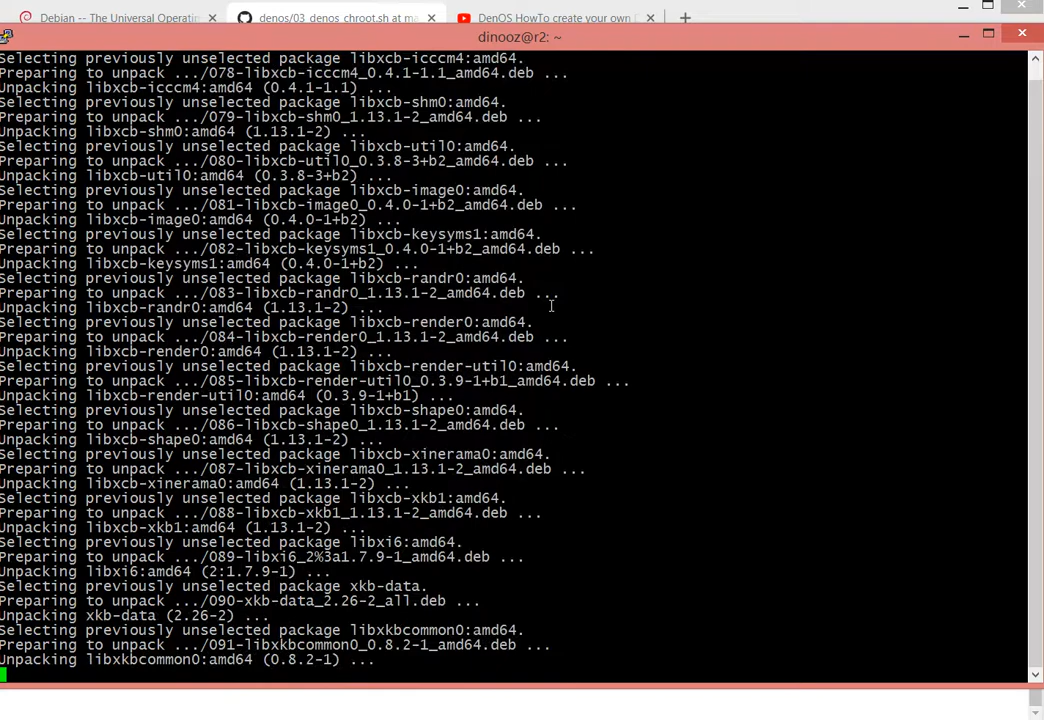 Debian -- The Universal Operatin
denos/03_denos_chroot.sh at ma
DenOS HowTo create your own
dinooz@r2: ~
Selecting previously unselected package libxcb-icccm4:amd64.
Preparing to unpack .../078-libxcb-icccm4_0.4.1-1.1_amd64.deb ...
Unpacking libxcb-icccm4:amd64 (0.4.1-1.1) ...
Selecting previously unselected package libxcb-shm0:amd64.
Preparing to unpack .../079-libxcb-shm0_1.13.1-2_amd64.deb ...
Unpacking libxcb-shm0:amd64 (1.13.1-2) ...
Selecting previously unselected package libxcb-util0:amd64.
Preparing to unpack .../080-libxcb-util0_0.3.8-3+b2_amd64.deb ...
Unpacking libxcb-util0:amd64 (0.3.8-3+b2) ...
Selecting previously unselected package libxcb-image0:amd64.
Preparing to unpack .../081-libxcb-image0_0.4.0-1+b2_amd64.deb ...
Unpacking libxcb-image0:amd64 (0.4.0-1+b2) ...
Selecting previously unselected package libxcb-keysyms1:amd64.
Preparing to unpack .../082-libxcb-keysyms1_0.4.0-1+b2_amd64.deb ...
Unpacking libxcb-keysyms1:amd64 (0.4.0-1+b2) ...
Selecting previously unselected package libxcb-randr0:amd64.
Preparing to unpack .../083-libxcb-randr0_1.13.1-2_amd64.deb ...
Unpacking libxcb-randr0:amd64 (1.13.1-2) ...
Selecting previously unselected package libxcb-render0:amd64.
Preparing to unpack .../084-libxcb-render0_1.13.1-2_amd64.deb ...
Unpacking libxcb-render0:amd64 (1.13.1-2) ...
Selecting previously unselected package libxcb-render-util0:amd64.
Preparing to unpack .../085-libxcb-render-util0_0.3.9-1+b1_amd64.deb ...
Unpacking libxcb-render-util0:amd64 (0.3.9-1+b1) ...
Selecting previously unselected package libxcb-shape0:amd64.
Preparing to unpack .../086-libxcb-shape0_1.13.1-2_amd64.deb ...
Unpacking libxcb-shape0:amd64 (1.13.1-2) ...
Selecting previously unselected package libxcb-xinerama0:amd64.
Preparing to unpack .../087-libxcb-xinerama0_1.13.1-2_amd64.deb ...
Unpacking libxcb-xinerama0:amd64 (1.13.1-2) ...
Selecting previously unselected package libxcb-xkb1:amd64.
Preparing to unpack .../088-libxcb-xkb1_1.13.1-2_amd64.deb ...
Unpacking libxcb-xkb1:amd64 (1.13.1-2) ...
Selecting previously unselected package libxi6:amd64.
Preparing to unpack .../089-libxi6_2%3a1.7.9-1_amd64.deb ...
Unpacking libxi6:amd64 (2:1.7.9-1) ...
Selecting previously unselected package xkb-data.
Preparing to unpack .../090-xkb-data_2.26-2_all.deb ...
Unpacking xkb-data (2.26-2) ...
Selecting previously unselected package libxkbcommon0:amd64.
Preparing to unpack .../091-libxkbcommon0_0.8.2-1_amd64.deb ...
Unpacking libxkbcommon0:amd64 (0.8.2-1) ...